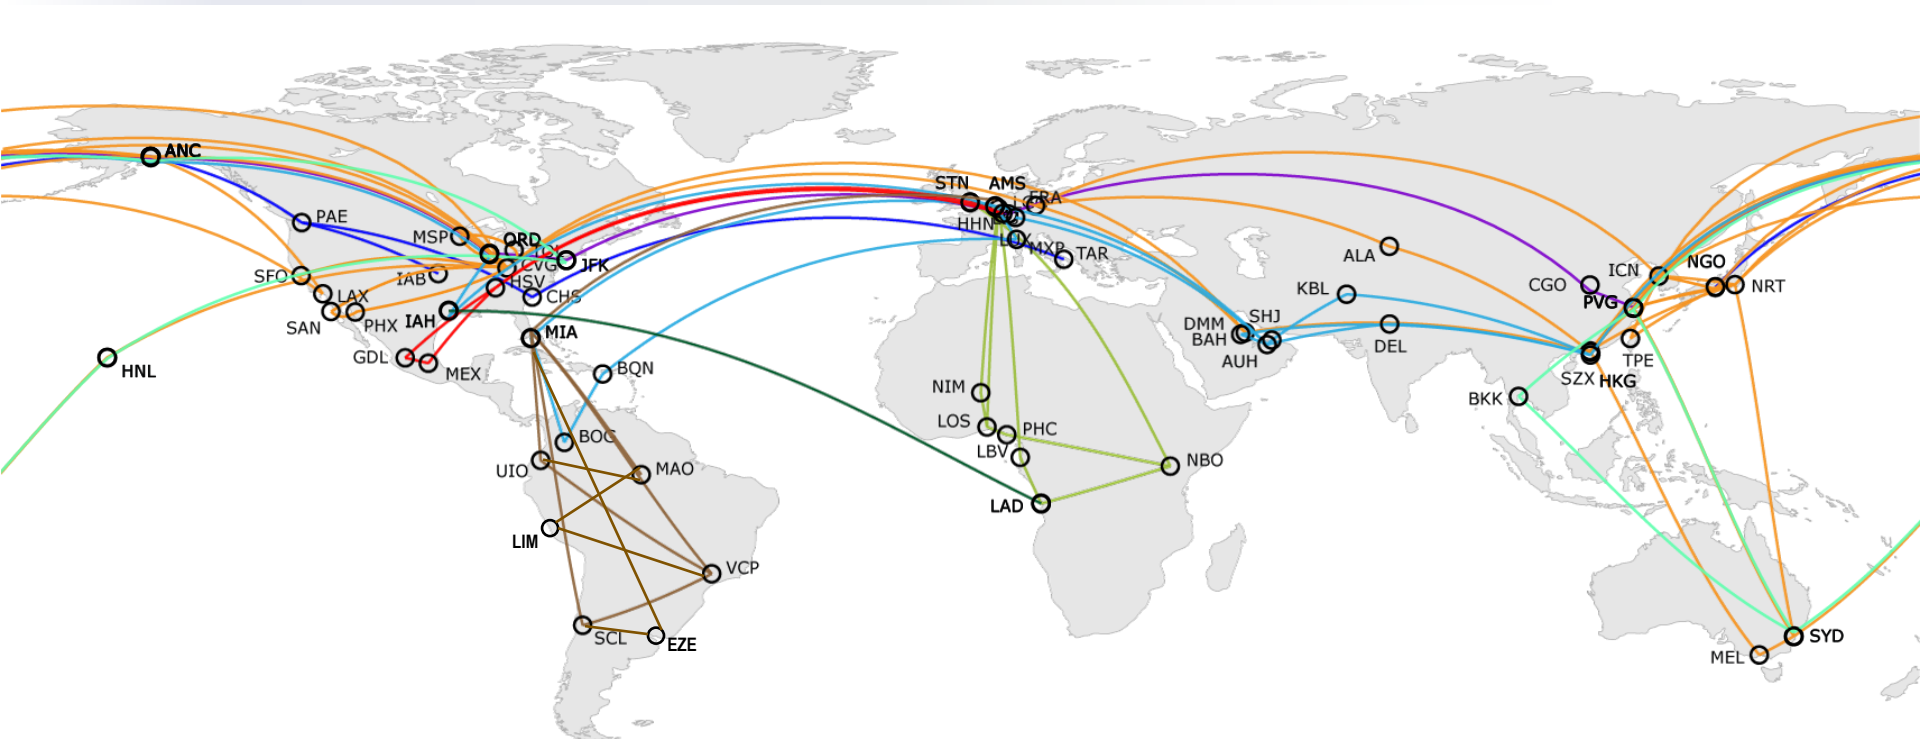 ANC
STN
AMS
FRA
PAE
HHN
MSP
ORD
LUX
MXP
TAR
ALA
ICN
NGO
CVG
JFK
SFO
IAB
HSV
CHS
CGO
NRT
LAX
KBL
PVG
SAN
PHX
IAH
DMM
SHJ
BAH
MIA
DEL
AUH
TPE
HNL
GDL
MEX
BQN
SZX
HKG
NIM
BKK
LOS
PHC
BOG
LBV
UIO
MAO
NBO
LAD
LIM
VCP
SCL
EZE
SYD
MEL